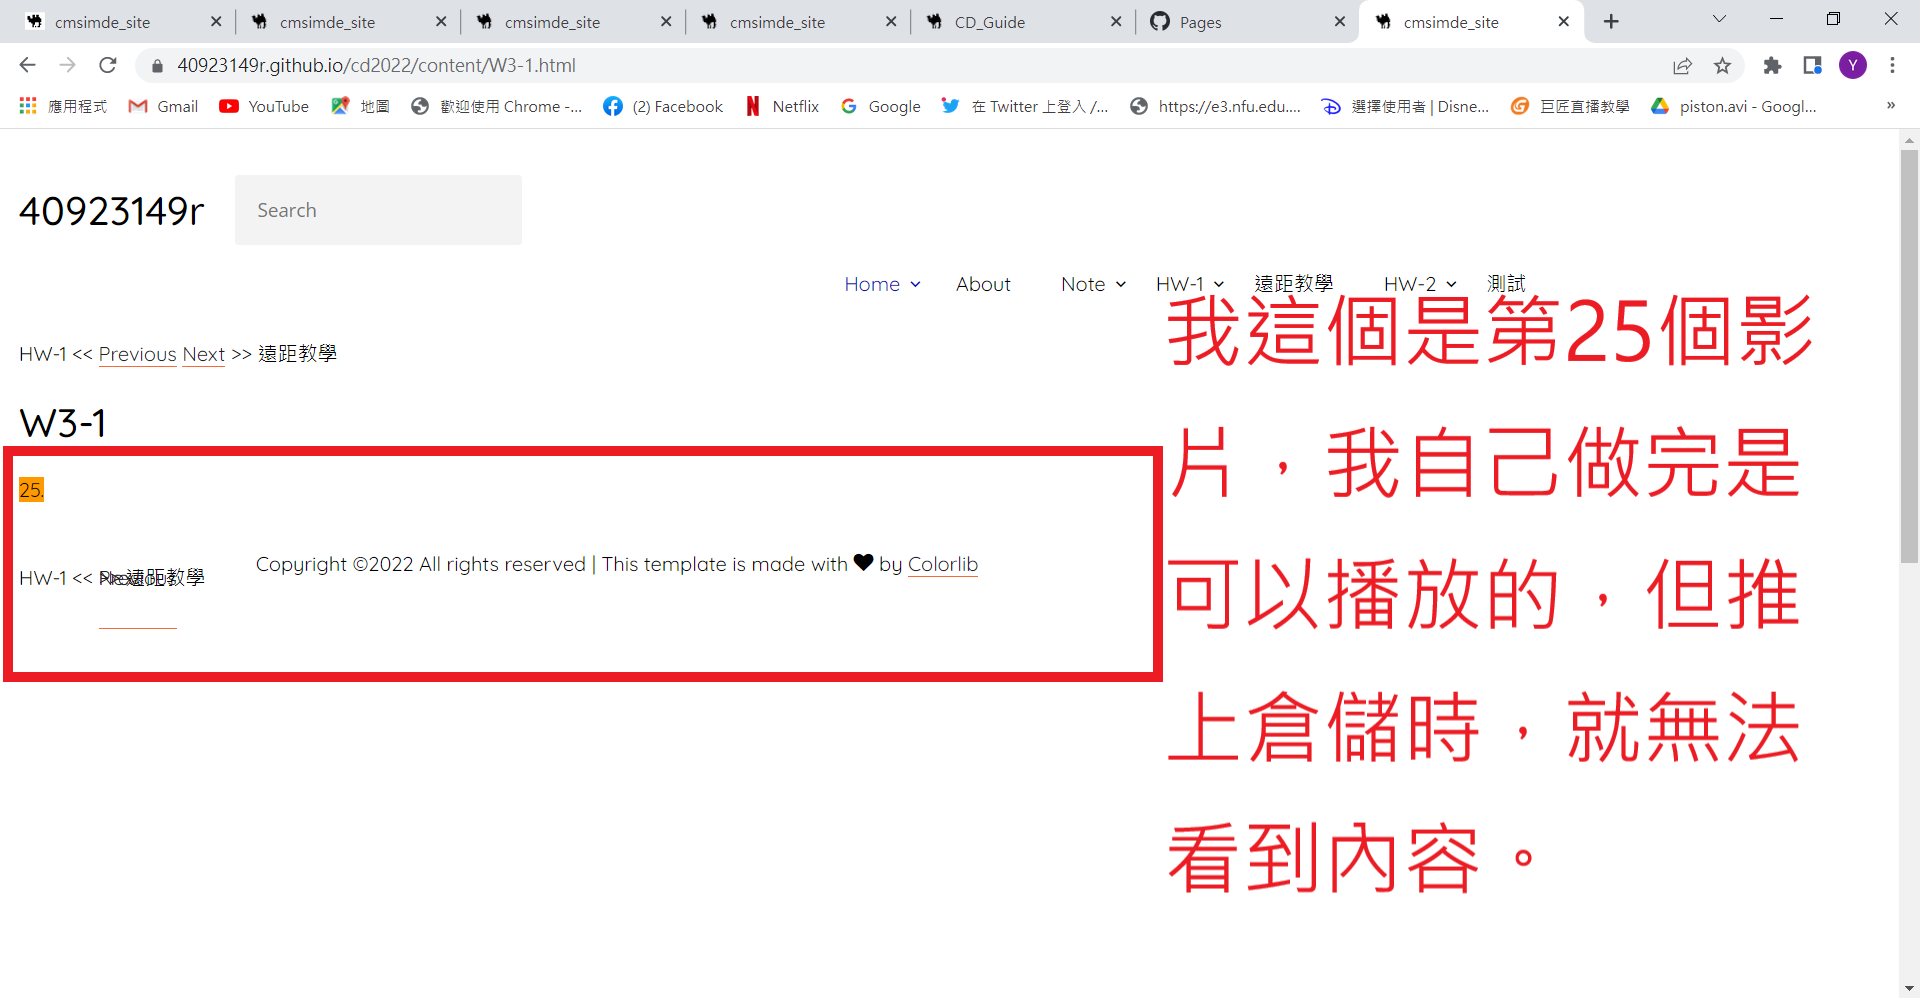 cmsimde_site
cmsimde_site
cmsimde_site
cmsimde_site
CD_Guide
Pages
cmsimde_site
40923149r.github.io/cd2022/content/W3-1.html
Y
應用程式
Gmail
YouTube
地圖
歡迎使用 Chrome -...
(2) Facebook
Netflix
Google
在 Twitter 上登入 /...
https://e3.nfu.edu....
選擇使用者 | Disne...
巨匠直播教學
piston.avi - Googl...
»
40923149r
Search
Home About Note HW-1 遠距教學 HW-2 測試
HW-1 << Previous Next >> 遠距教學
W3-1
25.
Copyright ©2022 All rights reserved | This template is made with ♥ by Colorlib
HW-1 << 遠距教學
我這個是第25個影
片，我自己做完是
可以播放的，但推
上倉儲時，就無法
看到內容。